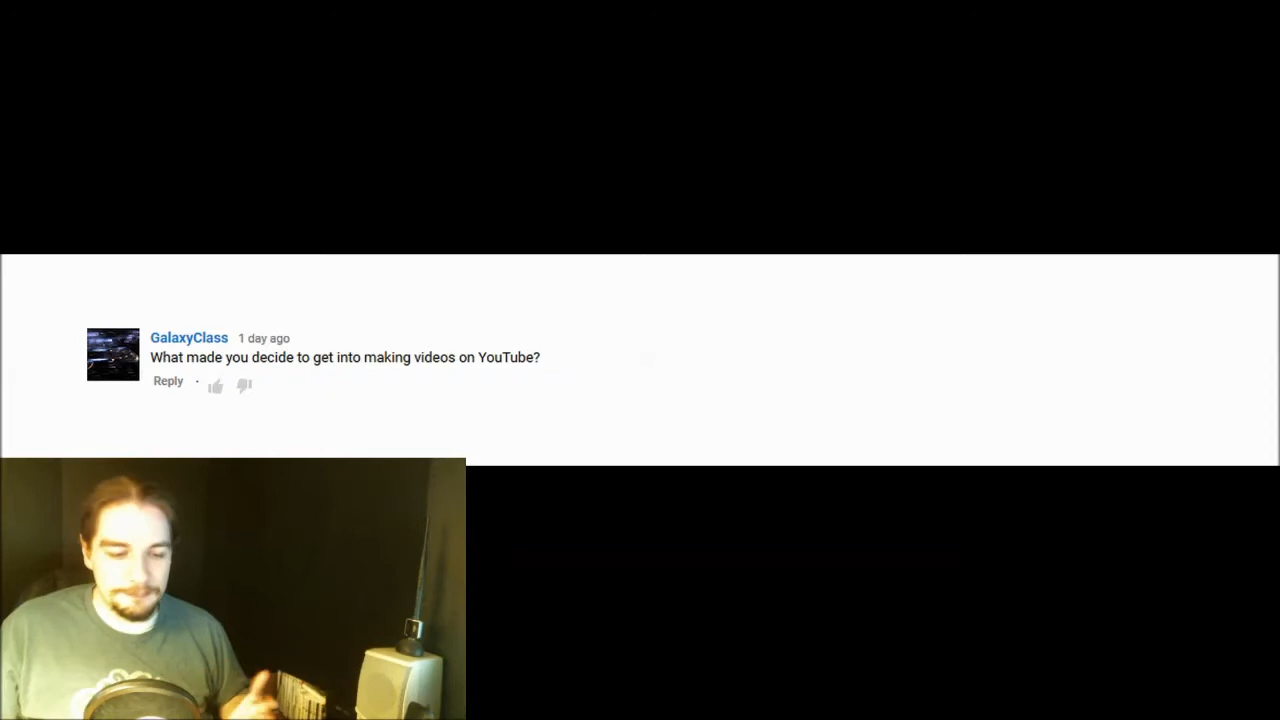 GalaxyClass 1 day ago
What made you decide to get into making videos on YouTube?
Reply ·